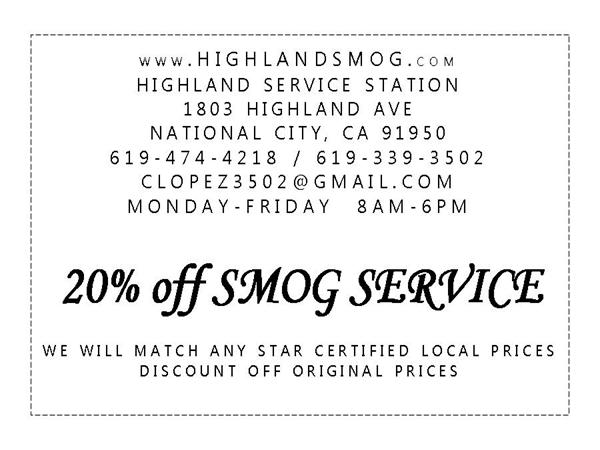 www.HIGHLANDSMOG.com
HIGHLAND SERVICE STATION
1803 HIGHLAND AVE
NATIONAL CITY, CA 91950
619-474-4218 / 619-339-3502
CLOPEZ3502@GMAIL.COM
MONDAY-FRIDAY 8AM-6PM
20% off SMOG SERVICE
WE WILL MATCH ANY STAR CERTIFIED LOCAL PRICES
DISCOUNT OFF ORIGINAL PRICES